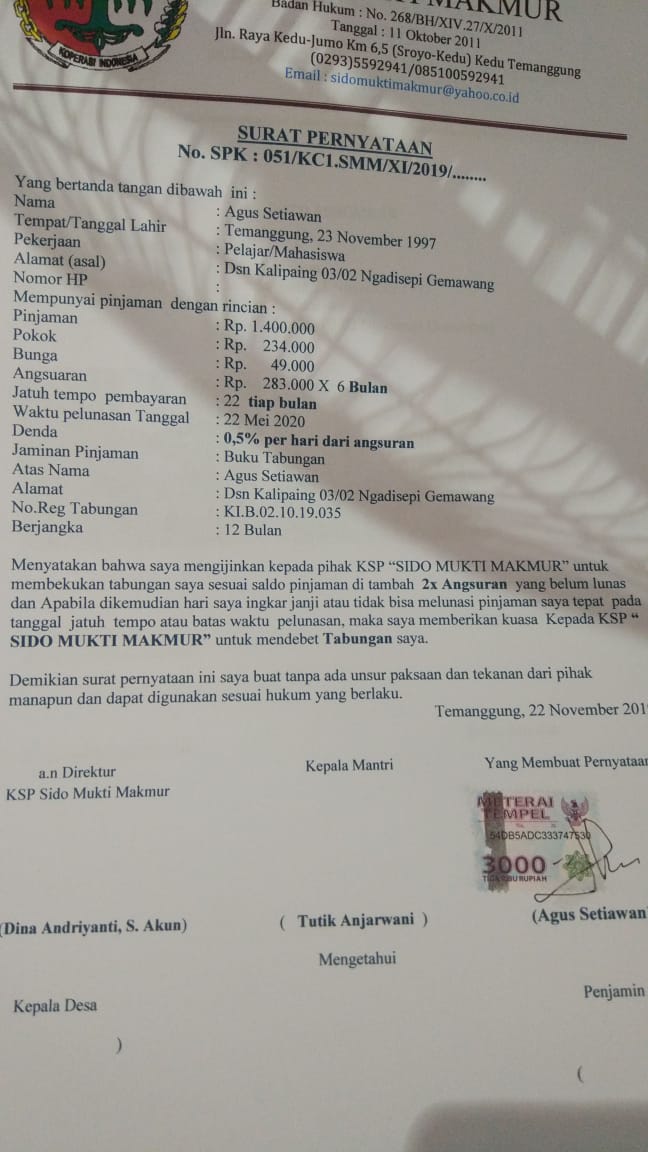 MAKMUR
Badan Hukum : No. 268/BH/XIV.27/X/2011
Tanggal : 11 Oktober 2011
Jln. Raya Kedu-Jumo Km 6,5 (Sroyo-Kedu) Kedu Temanggung
(0293)5592941/085100592941
Email : sidomuktimakmur@yahoo.co.id
KOPERASI INDONESIA
SURAT PERNYATAAN
No. SPK : 051/KC1.SMM/XI/2019/........
Yang bertanda tangan dibawah ini :
Nama : Agus Setiawan
Tempat/Tanggal Lahir : Temanggung, 23 November 1997
Pekerjaan : Pelajar/Mahasiswa
Alamat (asal) : Dsn Kalipaing 03/02 Ngadisepi Gemawang
Nomor HP :
Mempunyai pinjaman dengan rincian :
Pinjaman : Rp. 1.400.000
Pokok : Rp. 234.000
Bunga : Rp. 49.000
Angsuaran : Rp. 283.000 X 6 Bulan
Jatuh tempo pembayaran : 22 tiap bulan
Waktu pelunasan Tanggal : 22 Mei 2020
Denda : 0,5% per hari dari angsuran
Jaminan Pinjaman : Buku Tabungan
Atas Nama : Agus Setiawan
Alamat : Dsn Kalipaing 03/02 Ngadisepi Gemawang
No.Reg Tabungan : KI.B.02.10.19.035
Berjangka : 12 Bulan
Menyatakan bahwa saya mengijinkan kepada pihak KSP “SIDO MUKTI MAKMUR” untuk
membekukan tabungan saya sesuai saldo pinjaman di tambah 2x Angsuran yang belum lunas
dan Apabila dikemudian hari saya ingkar janji atau tidak bisa melunasi pinjaman saya tepat pada
tanggal jatuh tempo atau batas waktu pelunasan, maka saya memberikan kuasa Kepada KSP “
SIDO MUKTI MAKMUR” untuk mendebet Tabungan saya.
Demikian surat pernyataan ini saya buat tanpa ada unsur paksaan dan tekanan dari pihak
manapun dan dapat digunakan sesuai hukum yang berlaku.
Temanggung, 22 November 201
a.n Direktur Kepala Mantri Yang Membuat Pernyataan
KSP Sido Mukti Makmur
METERAI
TEMPEL
54DB5ADC333747530
3000
TIGA RIBU RUPIAH
(Dina Andriyanti, S. Akun) ( Tutik Anjarwani ) (Agus Setiawan
Mengetahui
Kepala Desa Penjamin
)
(